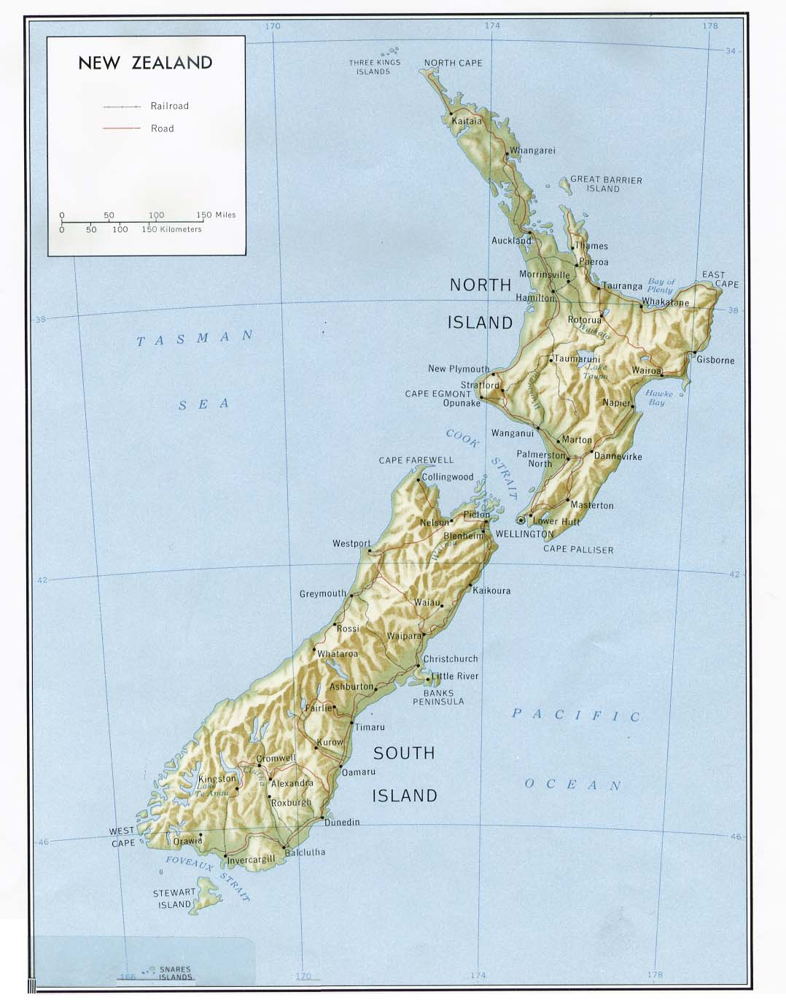 170
174
178
34
NEW ZEALAND
Railroad
Road
0 50 100 150 Miles
0 50 100 150 Kilometers
THREE KINGS
ISLANDS
NORTH CAPE
Kaitaia
Whangarei
GREAT BARRIER
ISLAND
Auckland
Thames
Paeroa
Morrinsville
Hamilton
Tauranga
Bay of
Plenty
EAST
CAPE
Whakatane
NORTH
ISLAND
38
38
Rotorua
Waikato
TASMAN
SEA
Taumaruni
Lake
Taupo
Gisborne
Wairoa
New Plymouth
Stratford
CAPE EGMONT
Opunake
Wanganui
Hawke
Bay
Napier
COOK
STRAIT
Wanganui
Marton
Palmerston
North
Dannevirke
CAPE FAREWELL
Collingwood
Masterton
Nelson
Picton
Lower Hutt
Blenheim
WELLINGTON
Wairau
CAPE PALLISER
Westport
42
42
Greymouth
Kaikoura
Waiau
Rossi
Waipara
Whataroa
Christchurch
Little River
Ashburton
BANKS
PENINSULA
Fairlie
Timaru
PACIFIC
OCEAN
Kurow
SOUTH
ISLAND
Cromwell
Clutha
Oamaru
Kingston
Lake
Te Anau
Alexandra
Roxburgh
Dunedin
WEST
CAPE
46
46
Orawia
Invercargill
Balclutha
FOVEAUX STRAIT
STEWART
ISLAND
SNARES
ISLANDS
166
170
174
178